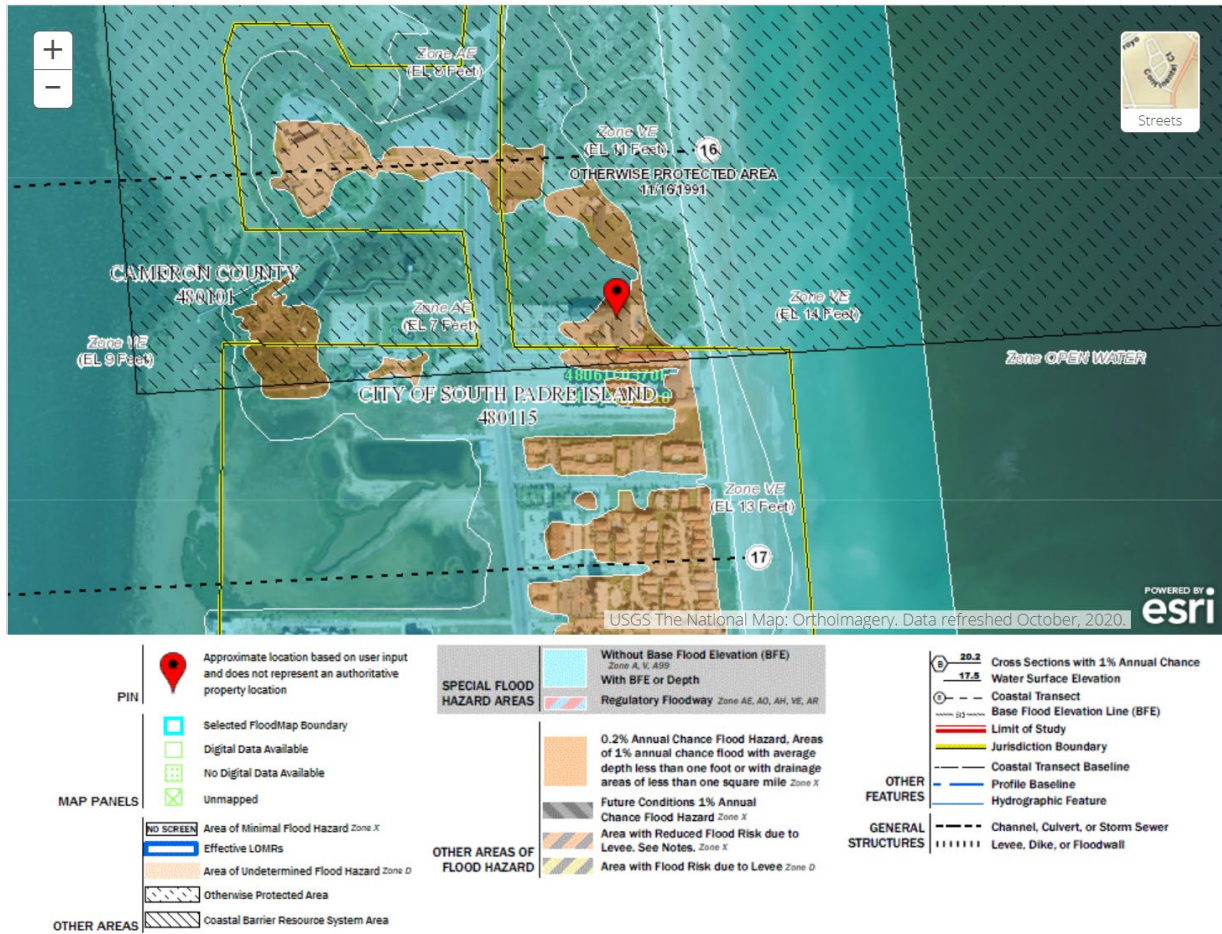 +
−
royo
13
Contine
Streets
Zone AE
(EL 8 Feet)
Zone VE
(EL 11 Feet)
16
OTHERWISE PROTECTED AREA
11/16/1991
CAMERON COUNTY
480101
Zone AE
(EL 7 Feet)
Zone VE
(EL 14 Feet)
Zone VE
(EL 9 Feet)
Zone OPEN WATER
CITY OF SOUTH PADRE ISLAND
480115
Zone VE
(EL 13 Feet)
17
POWERED BY
esri
USGS The National Map: Orthoimagery. Data refreshed October, 2020.
PIN
Approximate location based on user input
and does not represent an authoritative
property location
MAP PANELS
Selected FloodMap Boundary
Digital Data Available
No Digital Data Available
Unmapped
OTHER AREAS
NO SCREEN Area of Minimal Flood Hazard Zone X
Effective LOMRs
Area of Undetermined Flood Hazard Zone D
Otherwise Protected Area
Coastal Barrier Resource System Area
SPECIAL FLOOD
HAZARD AREAS
Without Base Flood Elevation (BFE)
Zone A, V, A99
With BFE or Depth
Regulatory Floodway Zone AE, AO, AH, VE, AR
OTHER AREAS OF
FLOOD HAZARD
0.2% Annual Chance Flood Hazard, Areas
of 1% annual chance flood with average
depth less than one foot or with drainage
areas of less than one square mile Zone X
Future Conditions 1% Annual
Chance Flood Hazard Zone X
Area with Reduced Flood Risk due to
Levee. See Notes. Zone X
Area with Flood Risk due to Levee Zone D
OTHER
FEATURES
B 20.2 Cross Sections with 1% Annual Chance
17.5 Water Surface Elevation
8 Coastal Transect
513 Base Flood Elevation Line (BFE)
Limit of Study
Jurisdiction Boundary
Coastal Transect Baseline
Profile Baseline
Hydrographic Feature
GENERAL
STRUCTURES
Channel, Culvert, or Storm Sewer
Levee, Dike, or Floodwall